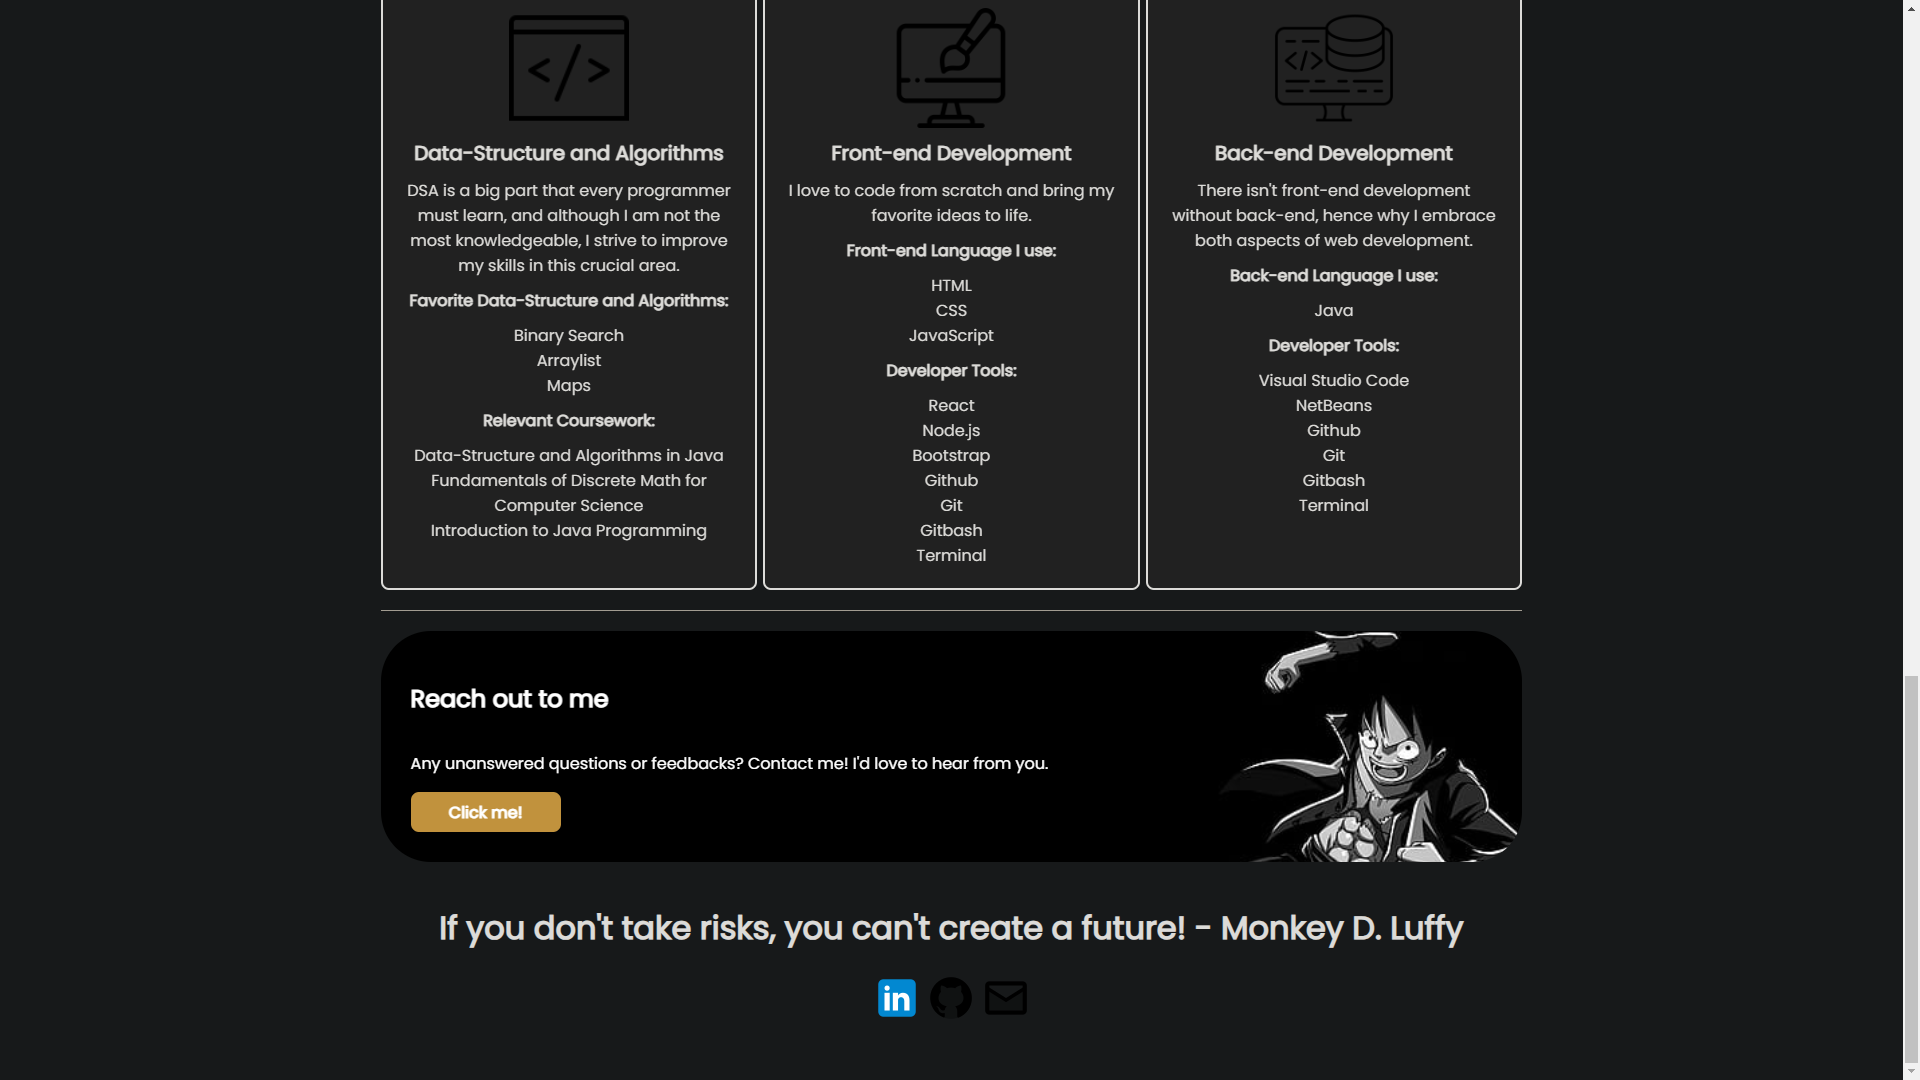 Data-Structure and Algorithms
DSA is a big part that every programmer
must learn, and although I am not the
most knowledgeable, I strive to improve
my skills in this crucial area.
Favorite Data-Structure and Algorithms:
Binary Search
Arraylist
Maps
Relevant Coursework:
Data-Structure and Algorithms in Java
Fundamentals of Discrete Math for
Computer Science
Introduction to Java Programming
Front-end Development
I love to code from scratch and bring my
favorite ideas to life.
Front-end Language I use:
HTML
CSS
JavaScript
Developer Tools:
React
Node.js
Bootstrap
Github
Git
Gitbash
Terminal
Back-end Development
There isn't front-end development
without back-end, hence why I embrace
both aspects of web development.
Back-end Language I use:
Java
Developer Tools:
Visual Studio Code
NetBeans
Github
Git
Gitbash
Terminal
Reach out to me
Any unanswered questions or feedbacks? Contact me! I'd love to hear from you.
Click me!
If you don't take risks, you can't create a future! - Monkey D. Luffy
in